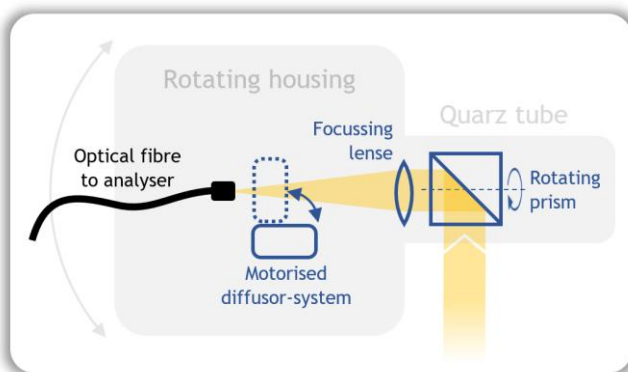 Rotating housing
Quarz tube
Focussing
lense
Optical fibre
to analyser
Rotating
prism
Motorised
diffusor-system